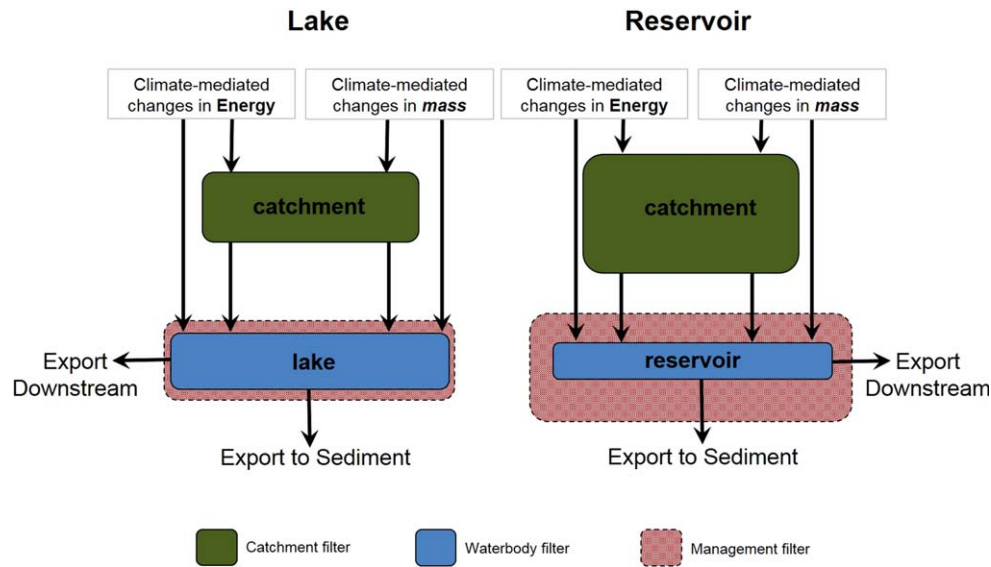 Lake
Reservoir
Climate-mediated
changes in Energy
Climate-mediated
changes in mass
Climate-mediated
changes in Energy
Climate-mediated
changes in mass
catchment
catchment
lake
reservoir
Export
Downstream
Export
Downstream
Export to Sediment
Export to Sediment
Catchment filter
Waterbody filter
Management filter